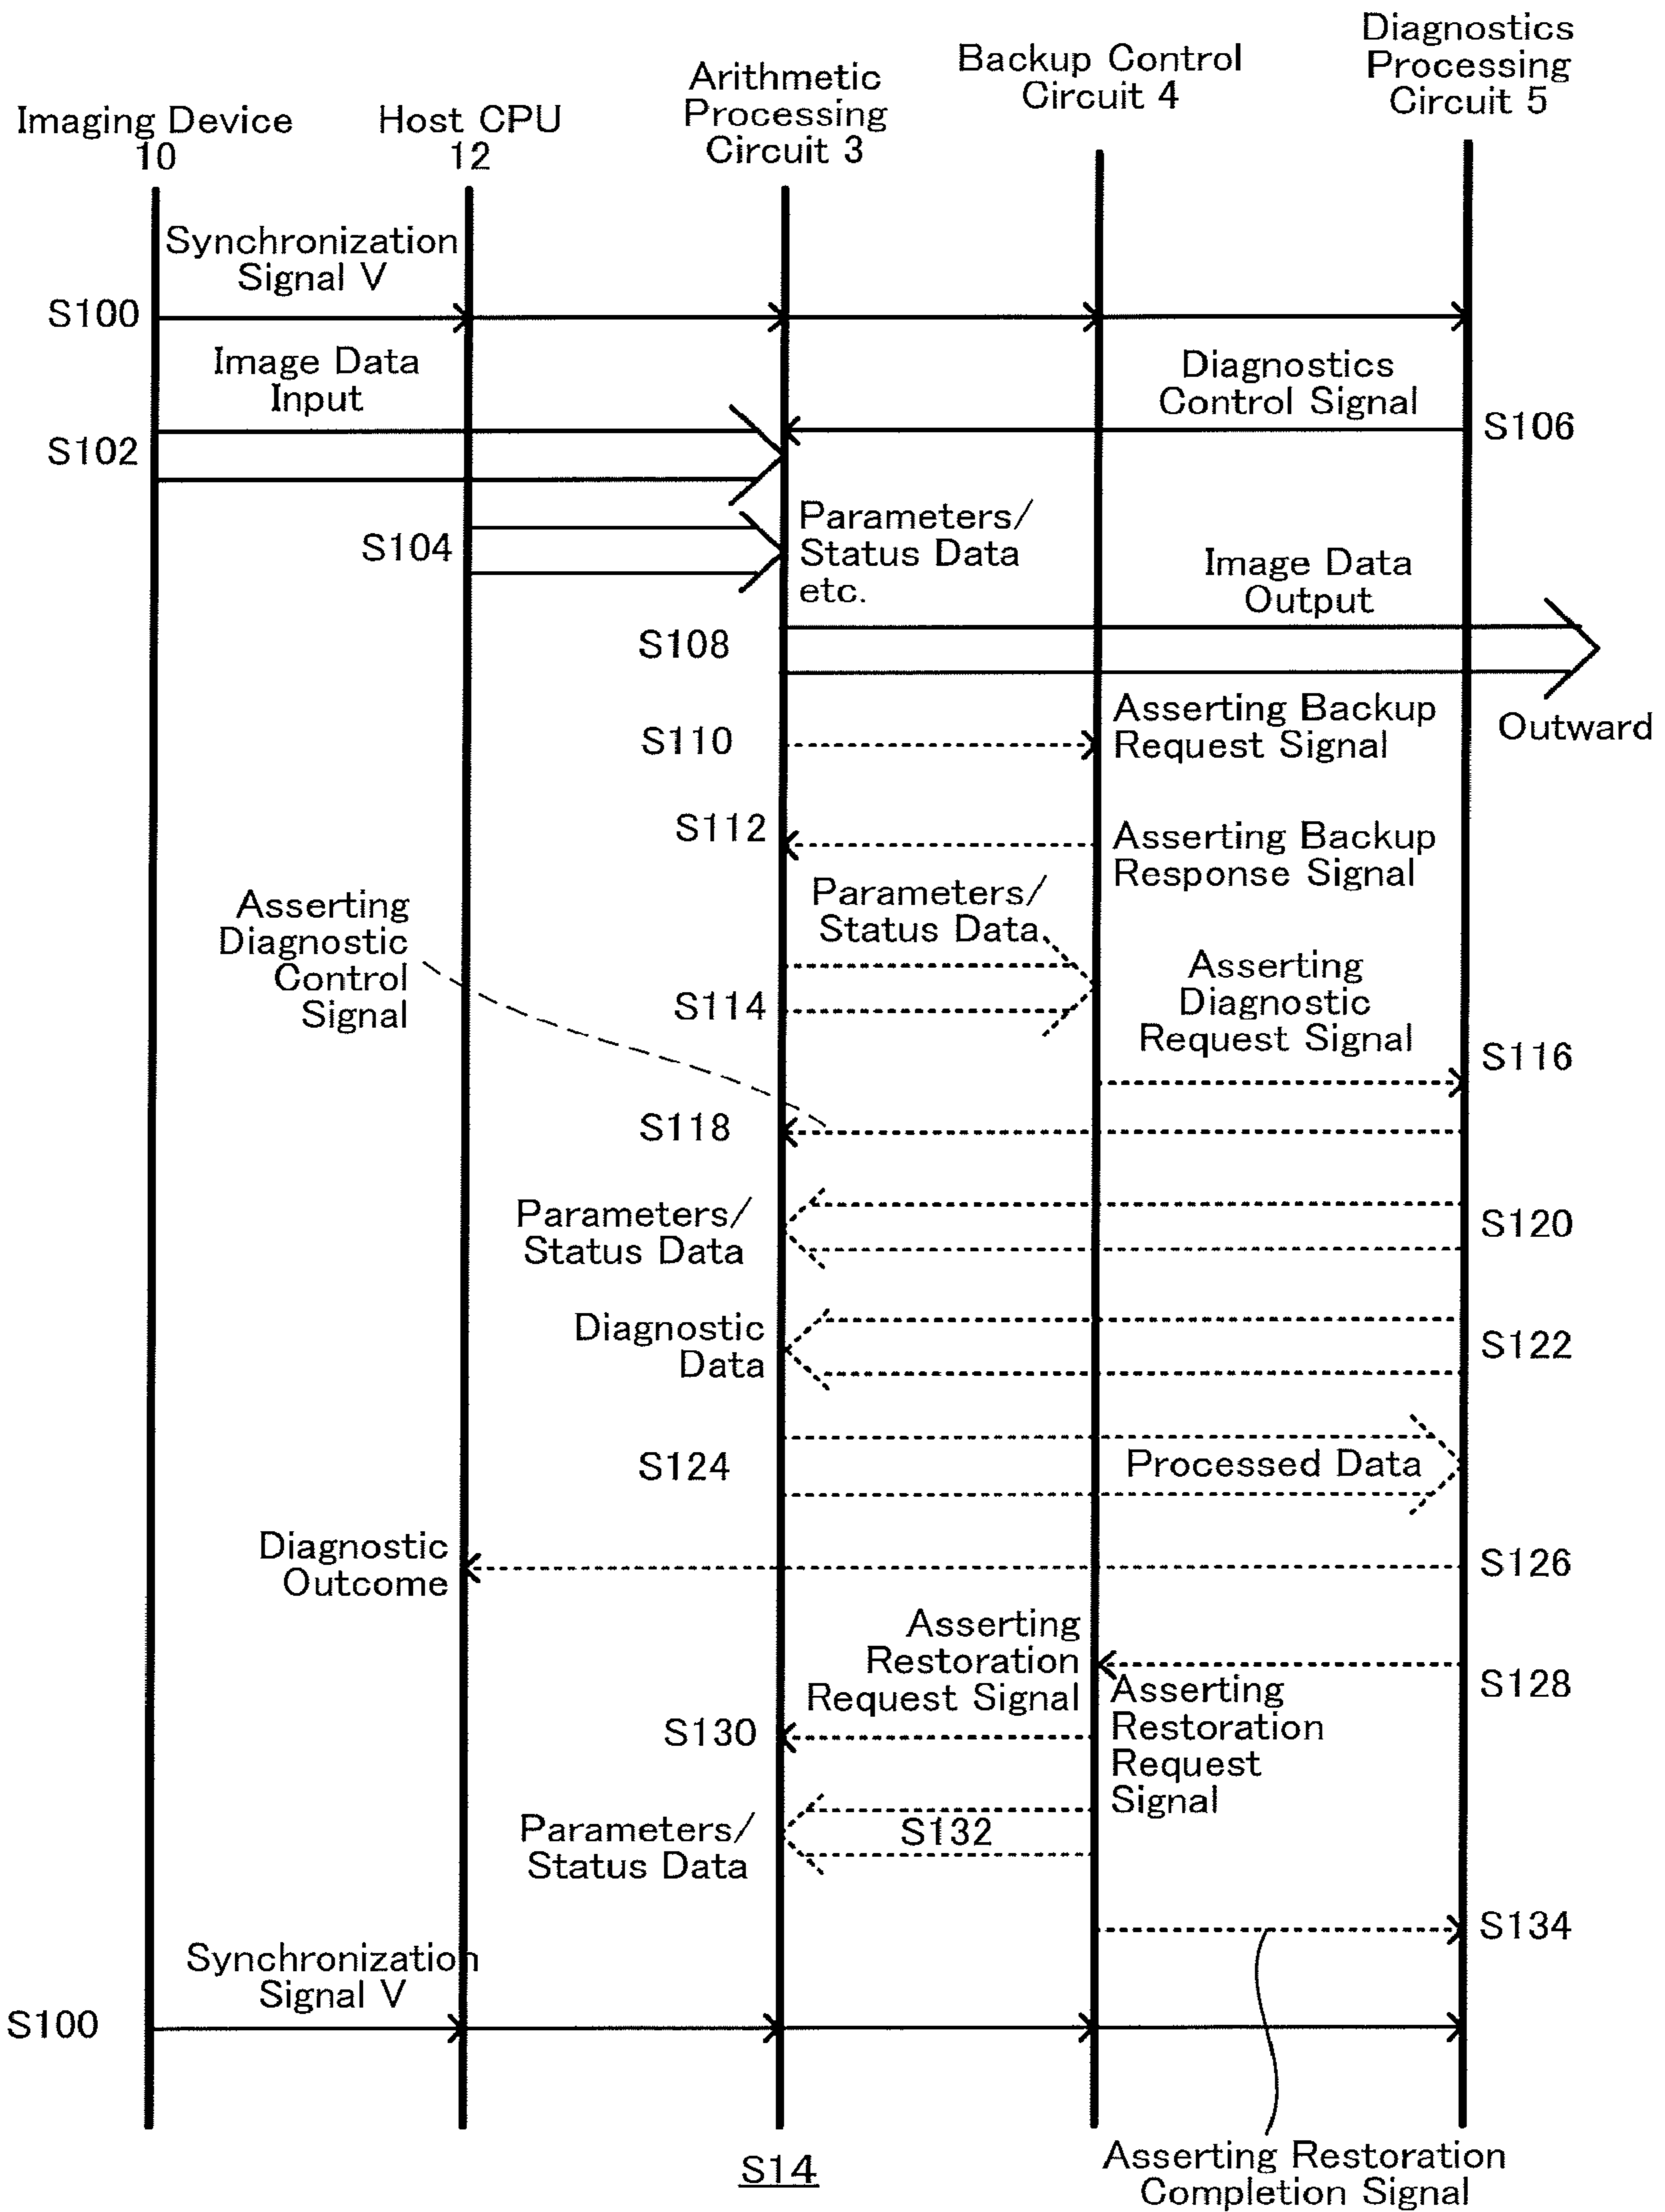 Diagnostics
Processing
Circuit 5
Backup Control
Circuit 4
Arithmetic
Processing
Circuit 3
Imaging Device
10
Host CPU
12
Synchronization
Signal V
S100
Image Data
Input
S102
Diagnostics
Control Signal
S106
S104
Parameters/
Status Data
etc.
Image Data
Output
S108
Outward
S110
Asserting Backup
Request Signal
S112
Asserting Backup
Response Signal
Asserting
Diagnostic
Control
Signal
Parameters/
Status Data
S114
Asserting
Diagnostic
Request Signal
S116
S118
Parameters/
Status Data
S120
Diagnostic
Data
S122
S124
Processed Data
Diagnostic
Outcome
S126
Asserting
Restoration
Request Signal
S128
Asserting
Restoration
Request
Signal
S130
Parameters/
Status Data
S132
S134
Synchronization
Signal V
S100
Asserting Restoration
Completion Signal
S14